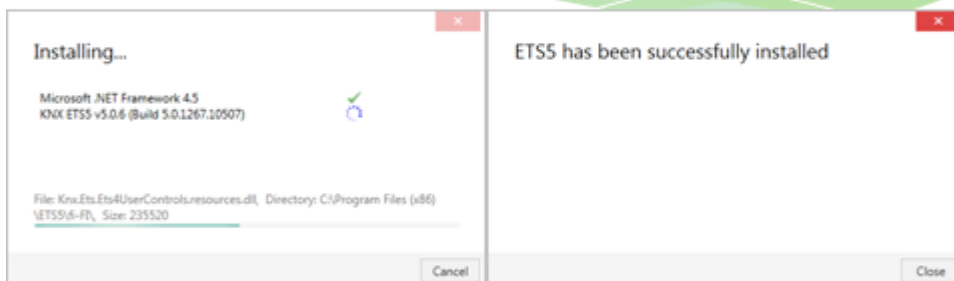 Installing...
Microsoft .NET Framework 4.5
KNX ETS5 v5.0.6 (Build 5.0.1267.10507)
File: Knx.Ets.Ets4UserControls.resources.dll, Directory: C:\Program Files (x86)
\ETS5\fi-FI\, Size: 235520
Cancel
ETS5 has been successfully installed
Close